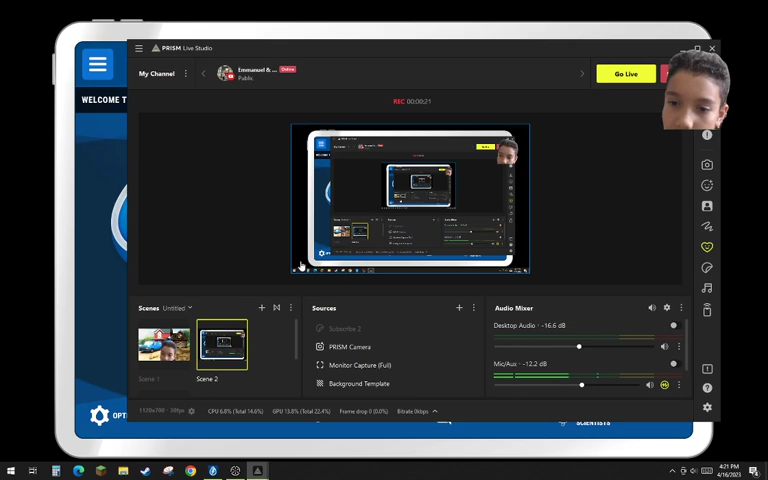 PRISM Live Studio
My Channel
Emmanuel & ... Online
Public
Go Live
WELCOME T
REC 00:00:21
Scenes Untitled
Sources
Audio Mixer
Subscribe 2
Desktop Audio - -16.6 dB
PRISM Camera
Monitor Capture (Full)
Mic/Aux - -12.2 dB
Scene 1
Scene 2
Background Template
1120x700 - 30fps
CPU 6.8% (Total 14.6%)
GPU 13.8% (Total 22.4%)
Frame drop 0 (0.0%)
Bitrate 0kbps
OPT
SCIENTISTS
4:21 PM
4/16/2023